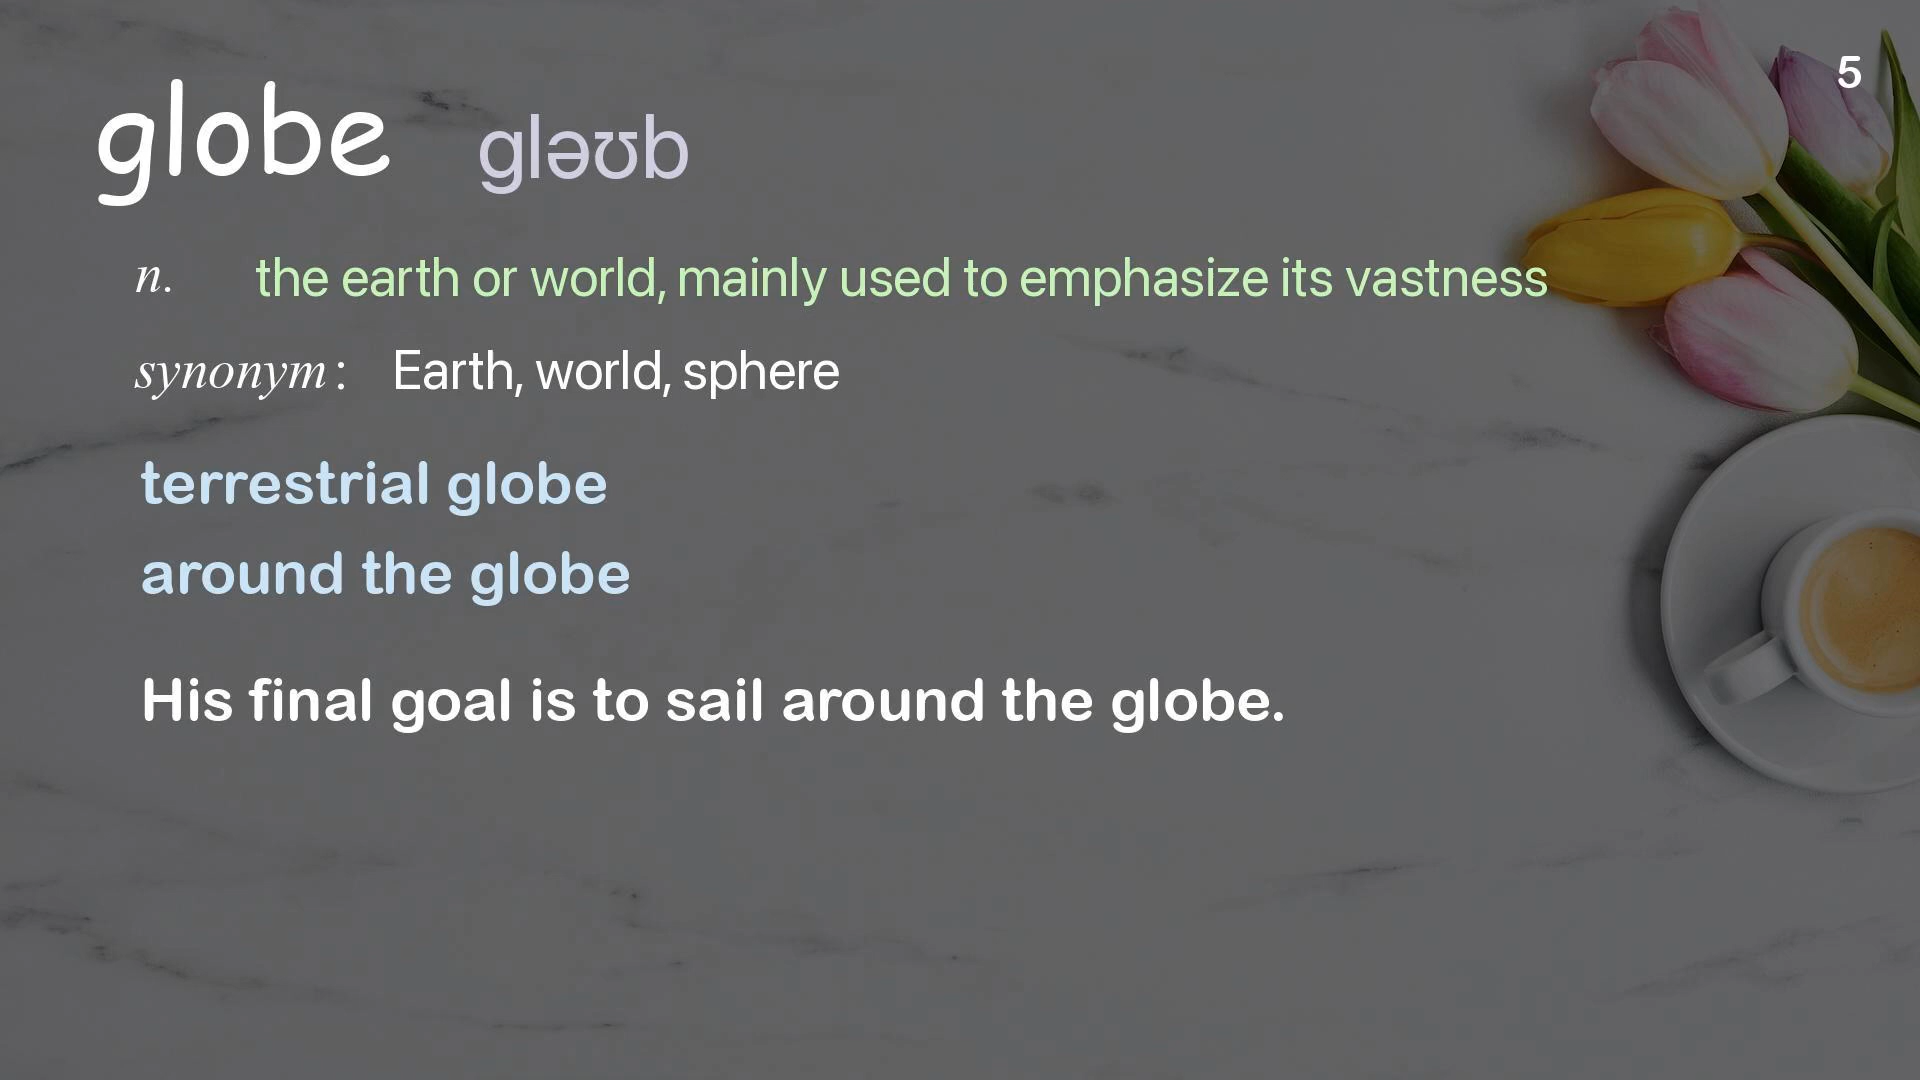 5
globe gləʊb
n. the earth or world, mainly used to emphasize its vastness
synonym : Earth, world, sphere
terrestrial globe
around the globe
His final goal is to sail around the globe.